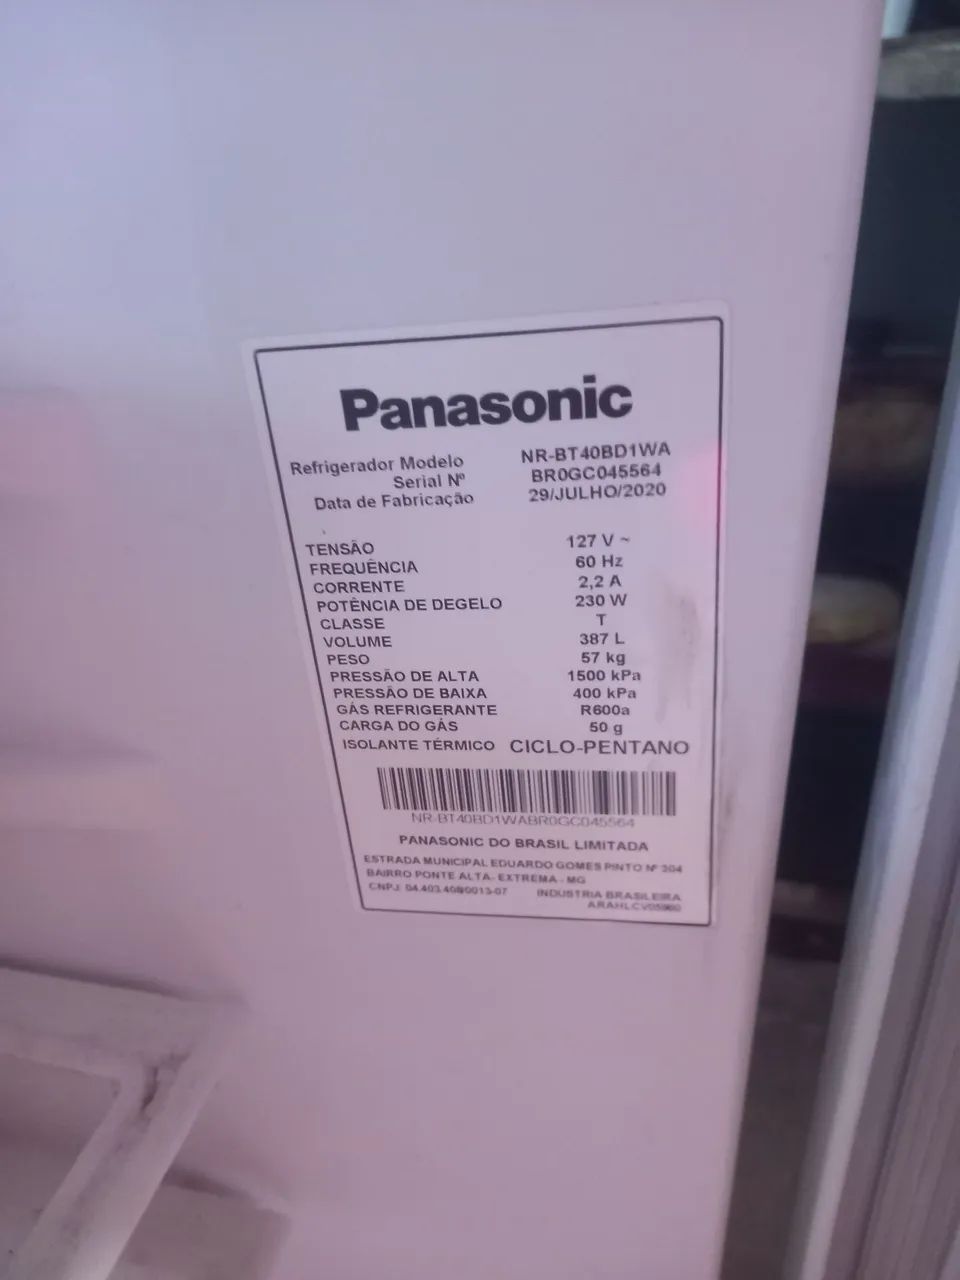 Panasonic
Refrigerador Modelo NR-BT40BD1WA
Serial Nº BR0GC045564
Data de Fabricação 29/JULHO/2020
TENSÃO 127 V ~
FREQUÊNCIA 60 Hz
CORRENTE 2,2 A
POTÊNCIA DE DEGELO 230 W
CLASSE T
VOLUME 387 L
PESO 57 kg
PRESSÃO DE ALTA 1500 kPa
PRESSÃO DE BAIXA 400 kPa
GÁS REFRIGERANTE R600a
CARGA DO GÁS 50 g
ISOLANTE TÉRMICO CICLO-PENTANO
NR-BT40BD1WABR0GC045564
PANASONIC DO BRASIL LIMITADA
ESTRADA MUNICIPAL EDUARDO GOMES PINTO Nº 304
BAIRRO PONTE ALTA- EXTREMA - MG
CNPJ: INDUSTRIA BRASILEIRA